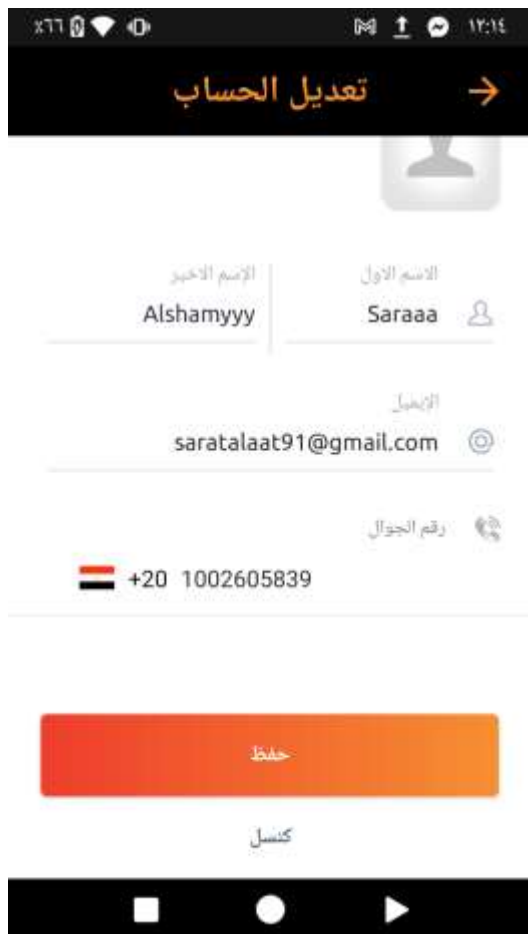 ١٢:١٤ ٪٦٦
تعديل الحساب
الاسم الاول الإسم الاخير
Saraaa Alshamyyy
الإيميل
saratalaat91@gmail.com
رقم الجوال
+20 1002605839
حفظ
كنسل